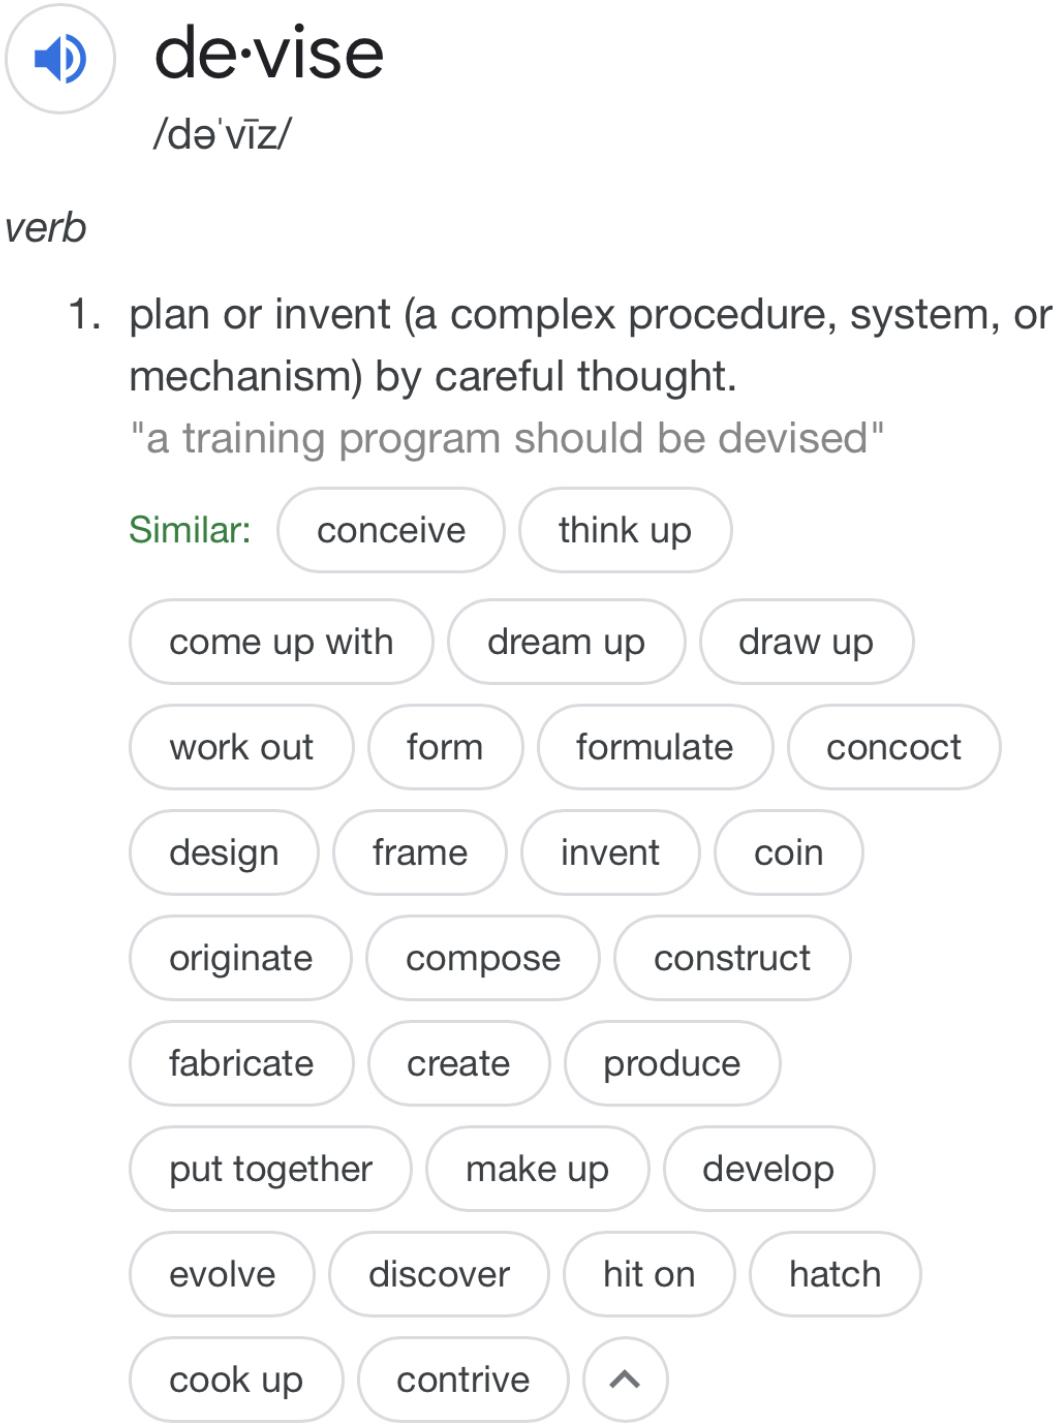 de·vise
/dəˈvīz/
verb
1. plan or invent (a complex procedure, system, or
mechanism) by careful thought.
"a training program should be devised"
Similar: conceive think up
come up with dream up draw up
work out form formulate concoct
design frame invent coin
originate compose construct
fabricate create produce
put together make up develop
evolve discover hit on hatch
cook up contrive